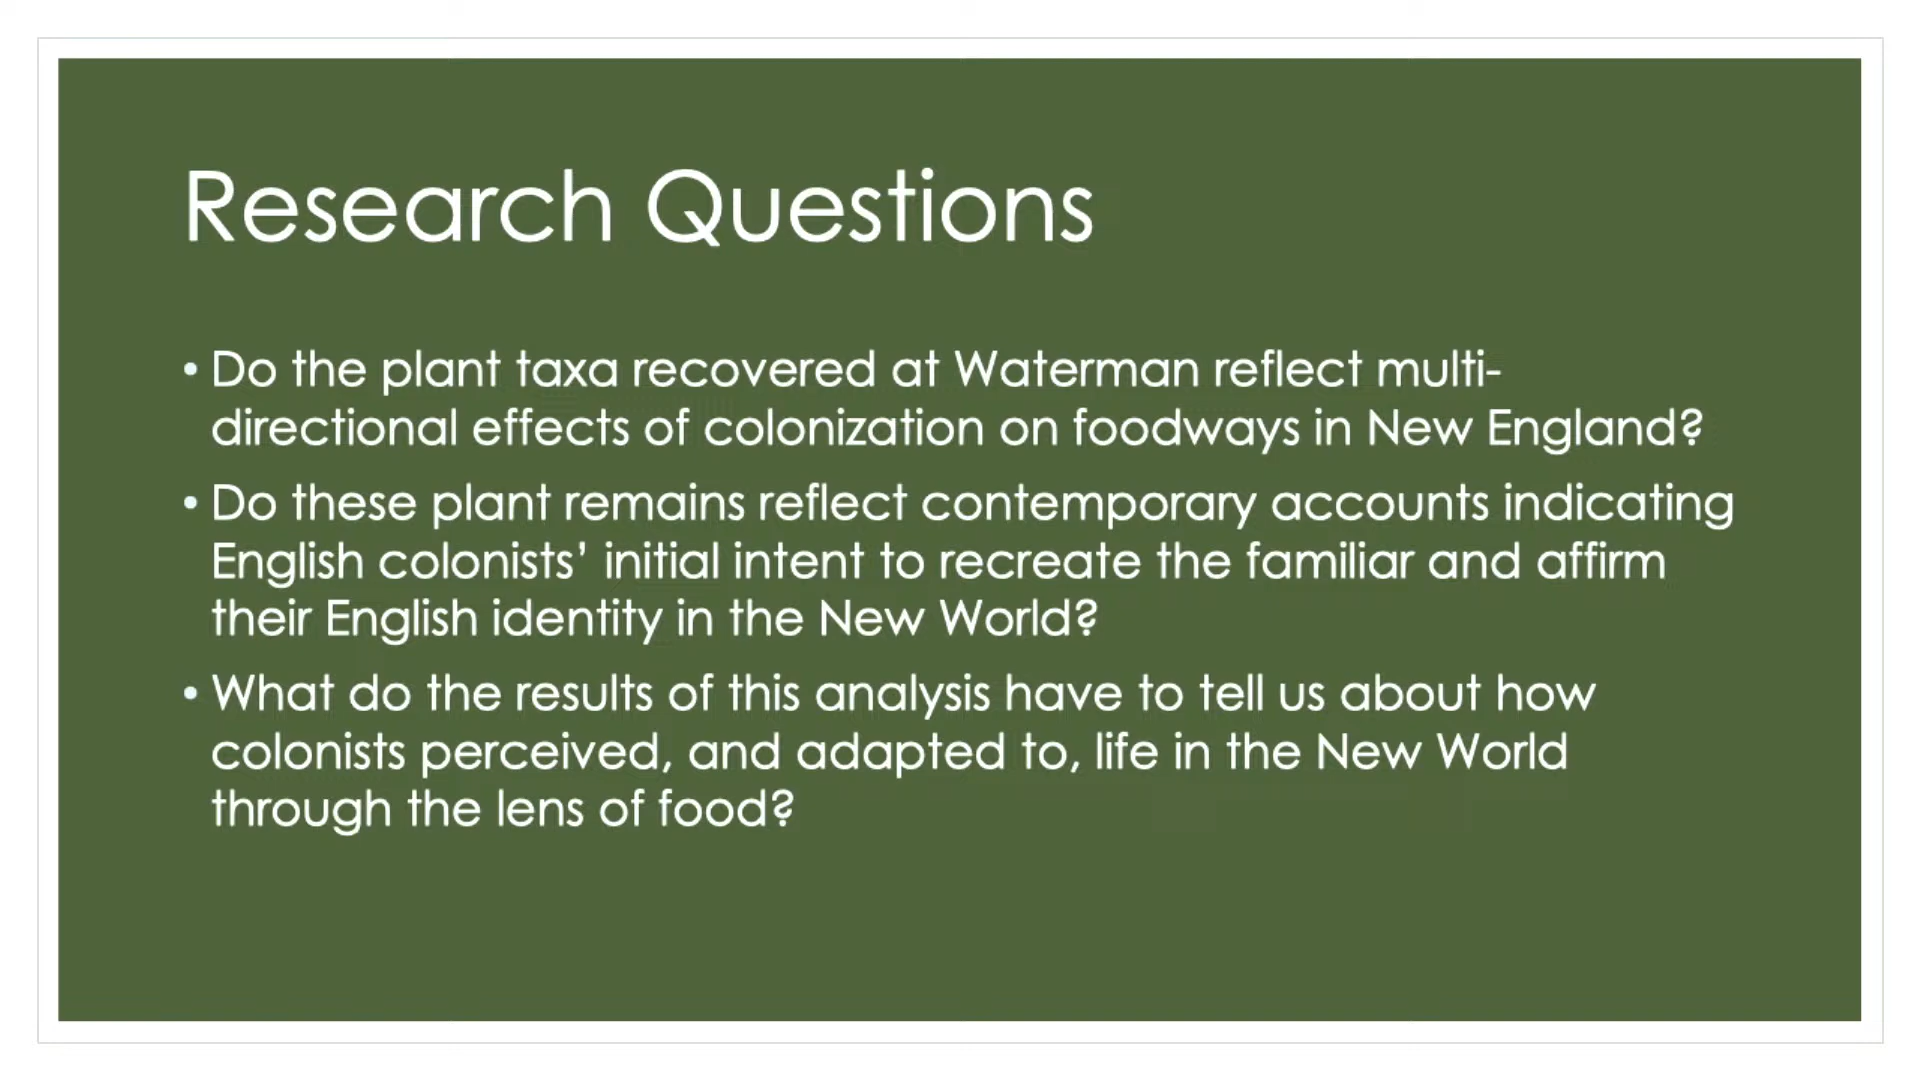 Research Questions
• Do the plant taxa recovered at Waterman reflect multi-
directional effects of colonization on foodways in New England?
• Do these plant remains reflect contemporary accounts indicating
English colonists’ initial intent to recreate the familiar and affirm
their English identity in the New World?
• What do the results of this analysis have to tell us about how
colonists perceived, and adapted to, life in the New World
through the lens of food?